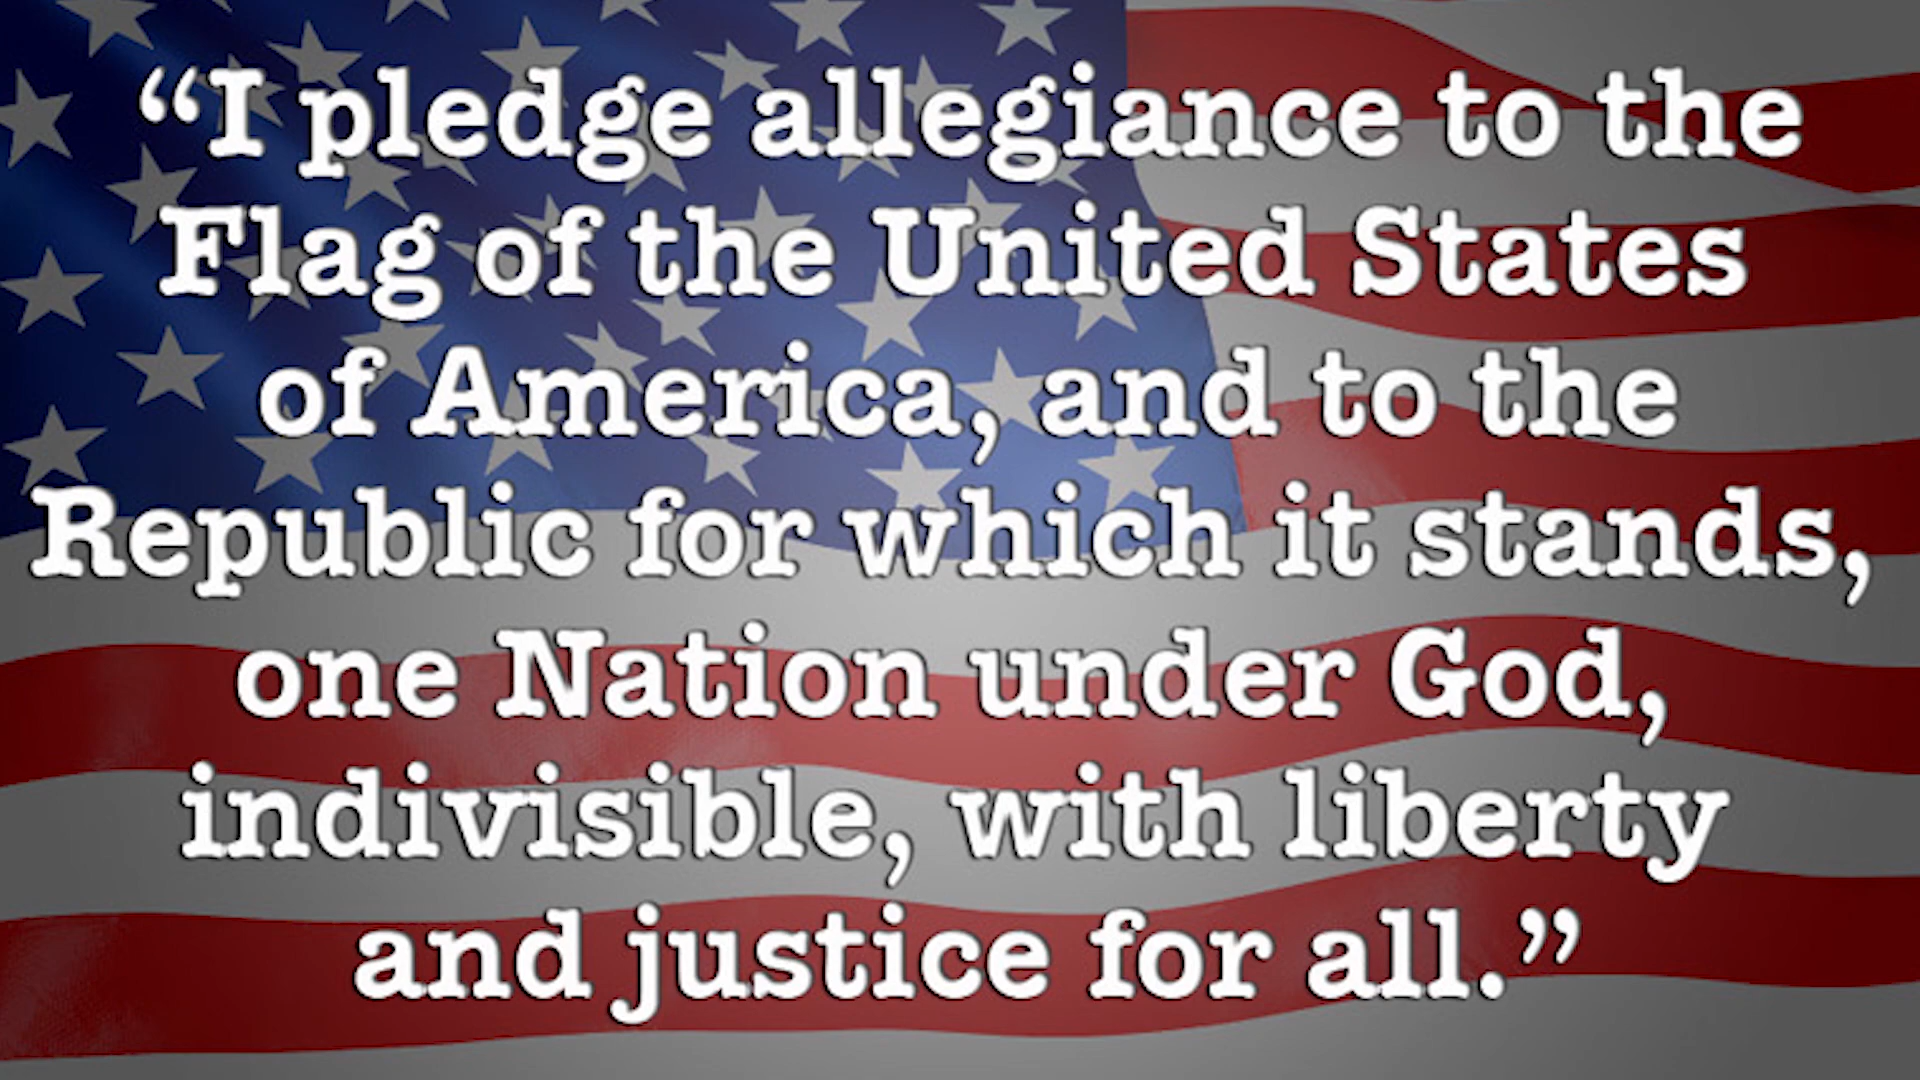 “I pledge allegiance to the
Flag of the United States
of America, and to the
Republic for which it stands,
one Nation under God,
indivisible, with liberty
and justice for all.”